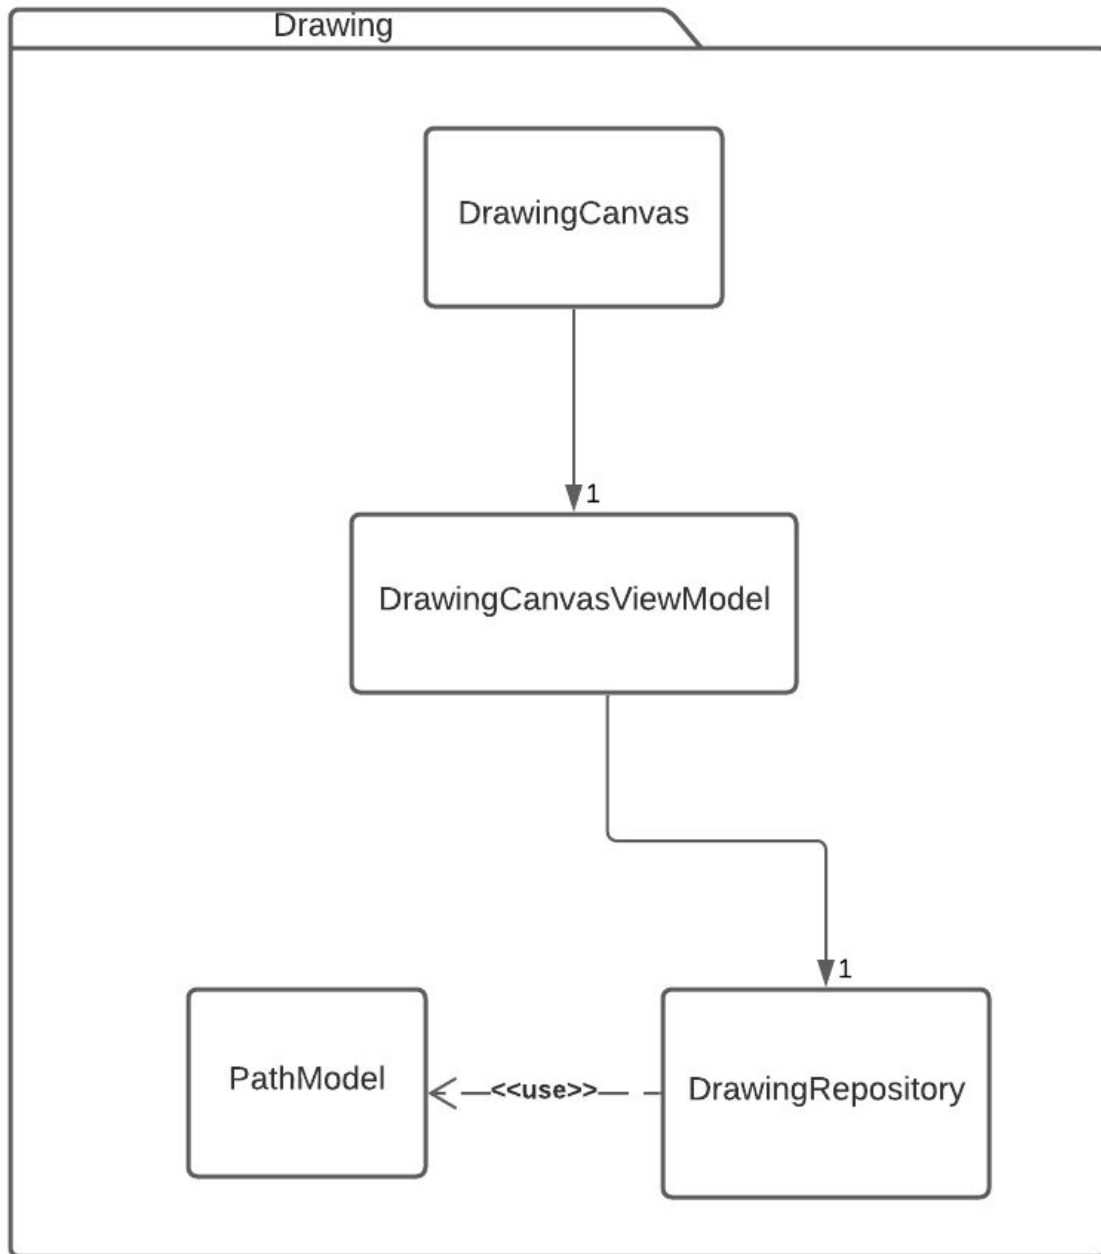 Drawing
DrawingCanvas
1
DrawingCanvasViewModel
1
PathModel
<<use>>
DrawingRepository